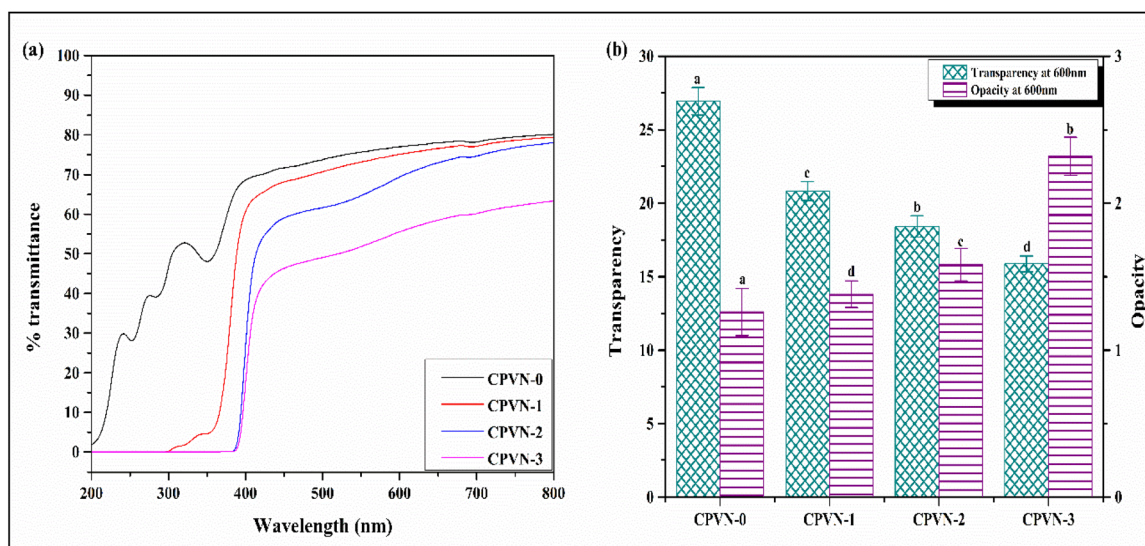 (a)
100
90
80
70
60
50
40
30
20
10
0
% transmittance
CPVN-0
CPVN-1
CPVN-2
CPVN-3
200 300 400 500 600 700 800
Wavelength (nm)
(b)
30
25
20
15
10
5
0
Transparency
Transparency at 600nm
Opacity at 600nm
a
a
c
d
b
c
d
b
3
2
1
0
Opacity
CPVN-0 CPVN-1 CPVN-2 CPVN-3